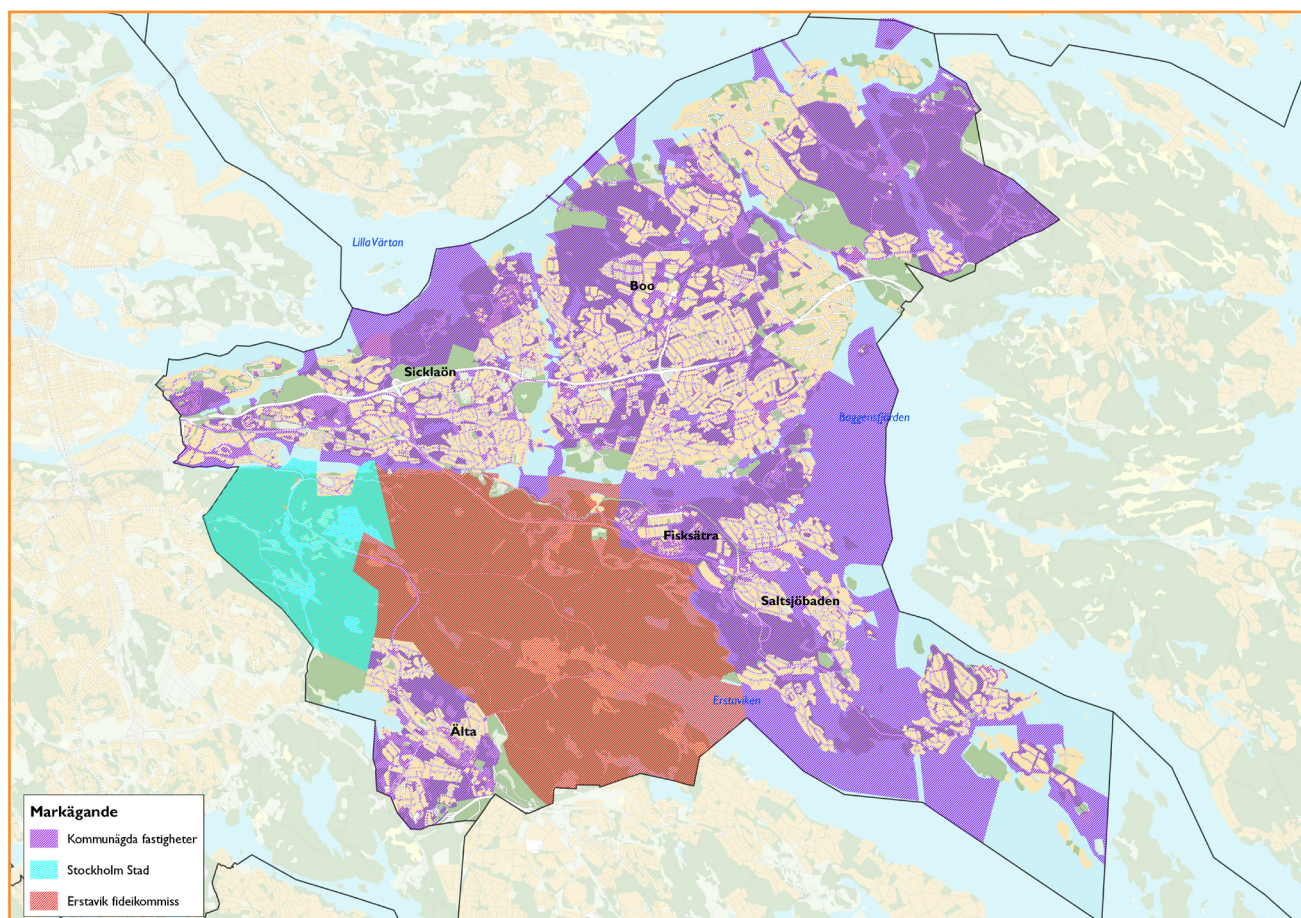 Lilla Värtan
Boo
Sicklaön
Baggensfjärden
Fisksätra
Saltsjöbaden
Erstaviken
Älta
Markägande
Kommunägda fastigheter
Stockholm Stad
Erstavik fideikommiss